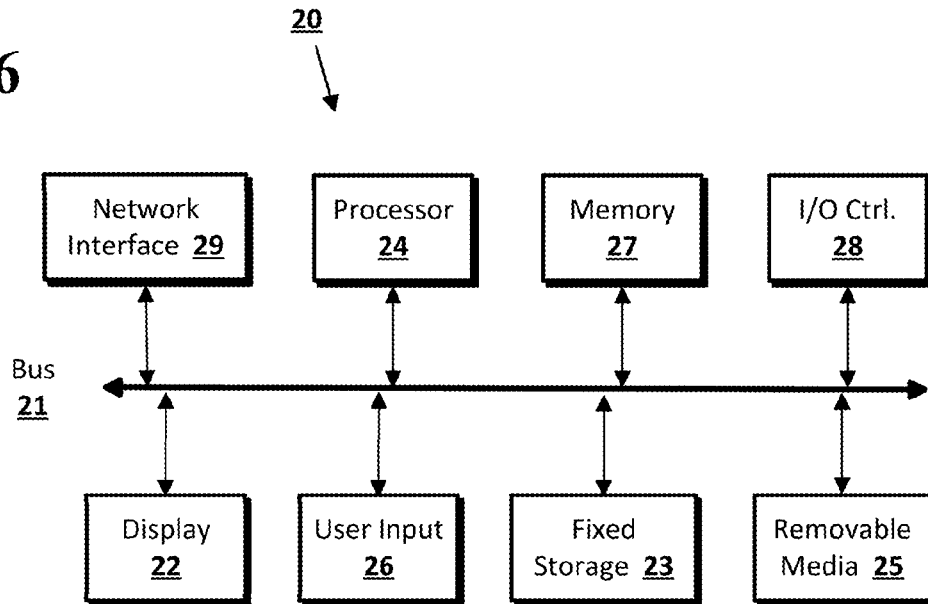 6
20
Network
Interface 29
Processor
24
Memory
27
I/O Ctrl.
28
Bus
21
Display
22
User Input
26
Fixed
Storage 23
Removable
Media 25